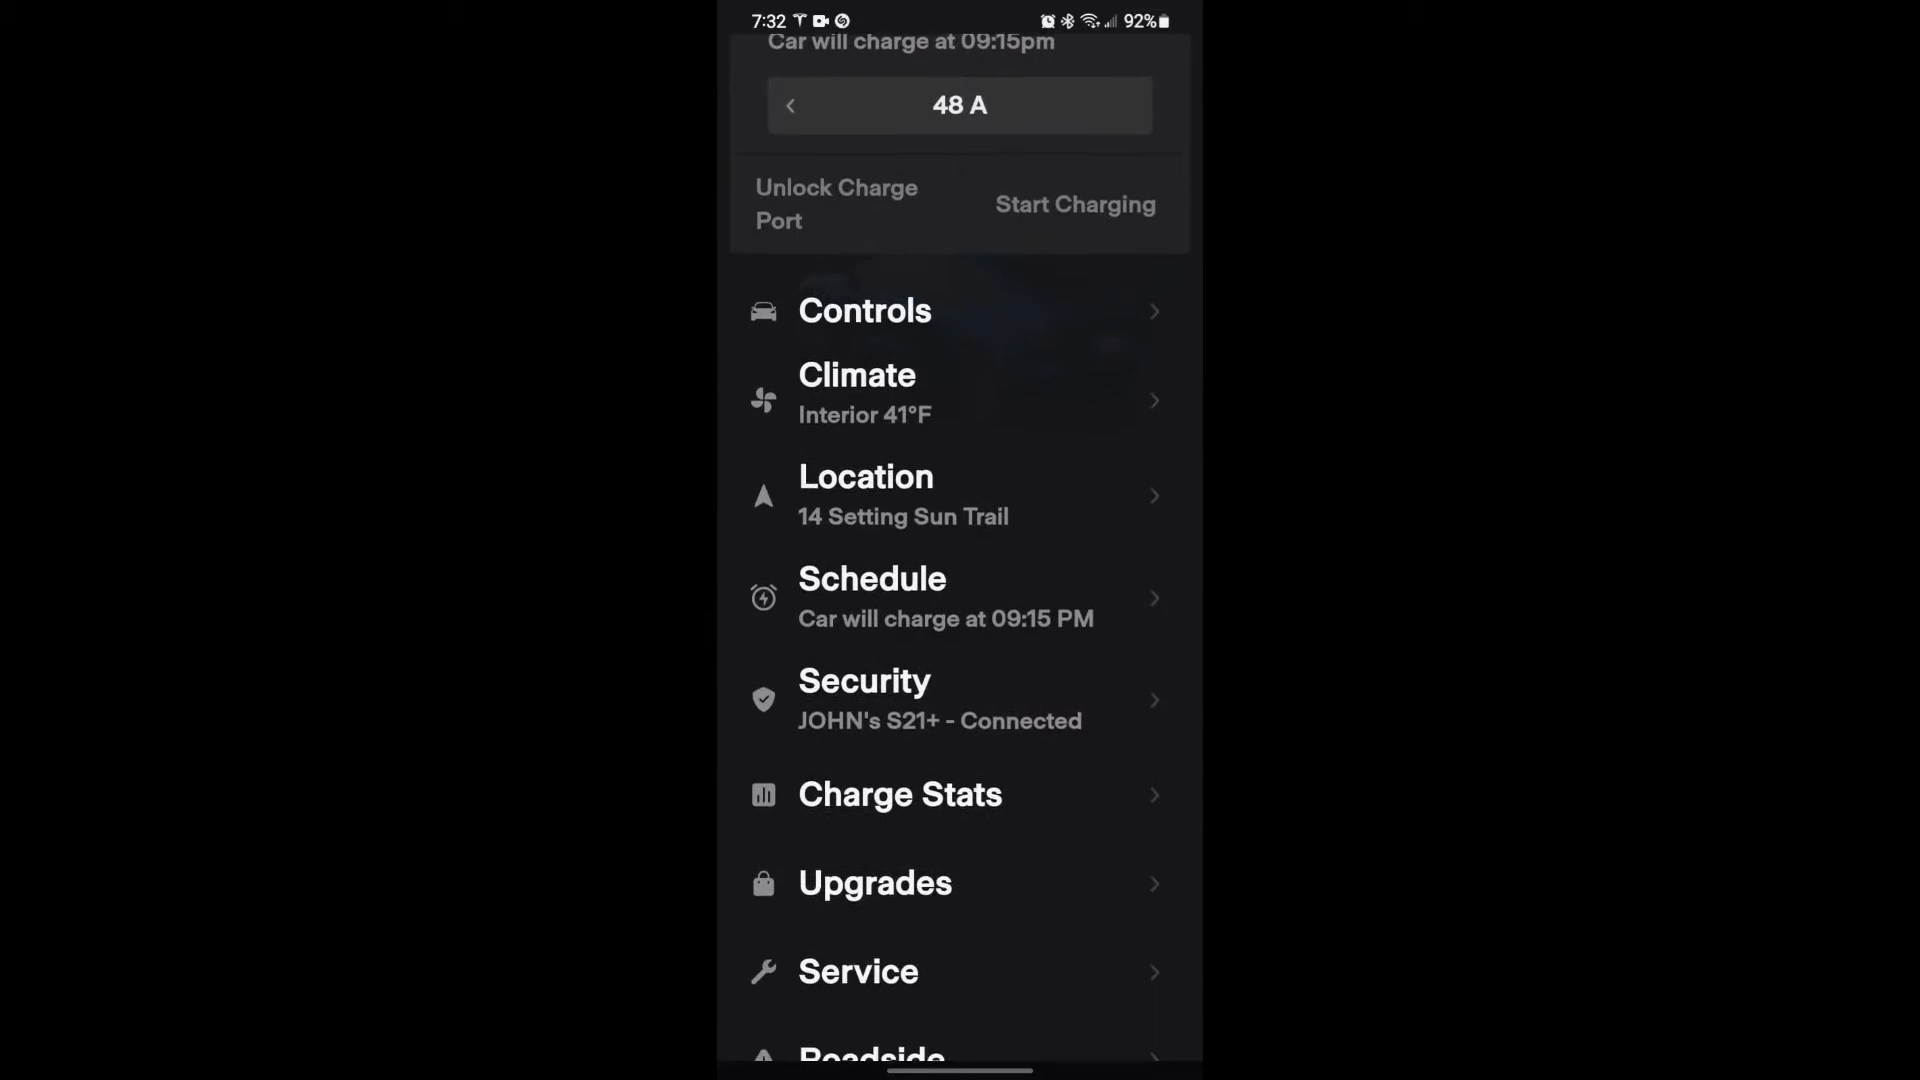 7:32 92%
Car will charge at 09:15pm
48 A
Unlock Charge
Port
Start Charging
Controls
Climate
Interior 41°F
Location
14 Setting Sun Trail
Schedule
Car will charge at 09:15 PM
Security
JOHN's S21+ - Connected
Charge Stats
Upgrades
Service
Roadside